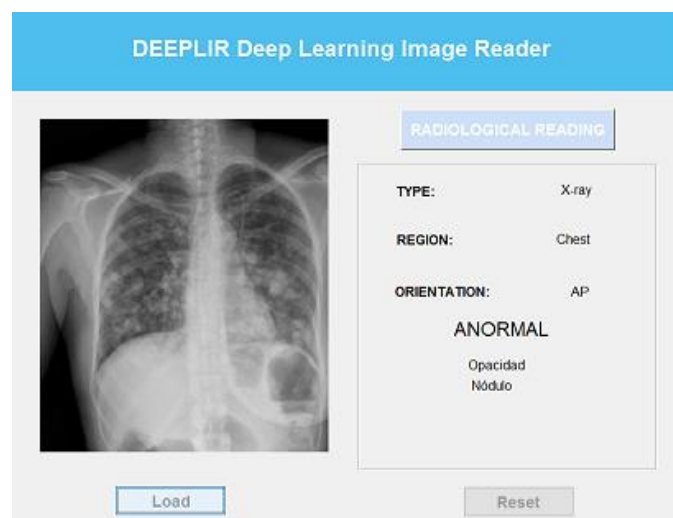 DEEPLIR Deep Learning Image Reader
RADIOLOGICAL READING
TYPE: X-ray
REGION: Chest
ORIENTATION: AP
ANORMAL
Opacidad
Nódulo
Load
Reset